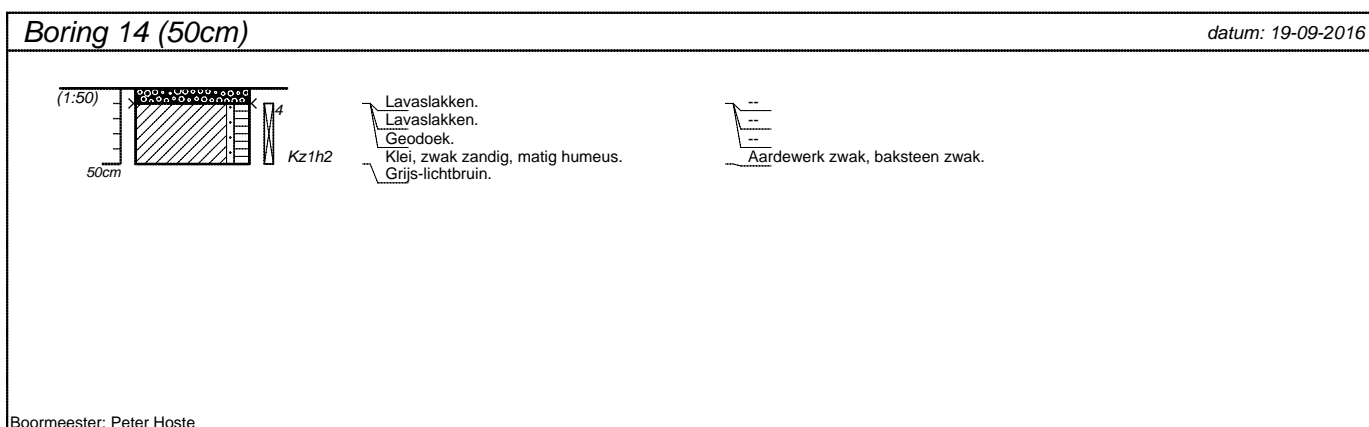 Boring 14 (50cm)
datum: 19-09-2016
(1:50)
4
Kz1h2
50cm
Lavaslakken.
Lavaslakken.
Geodoek.
Klei, zwak zandig, matig humeus.
Grijs-lichtbruin.
--
--
--
Aardewerk zwak, baksteen zwak.
Boormeester: Peter Hoste